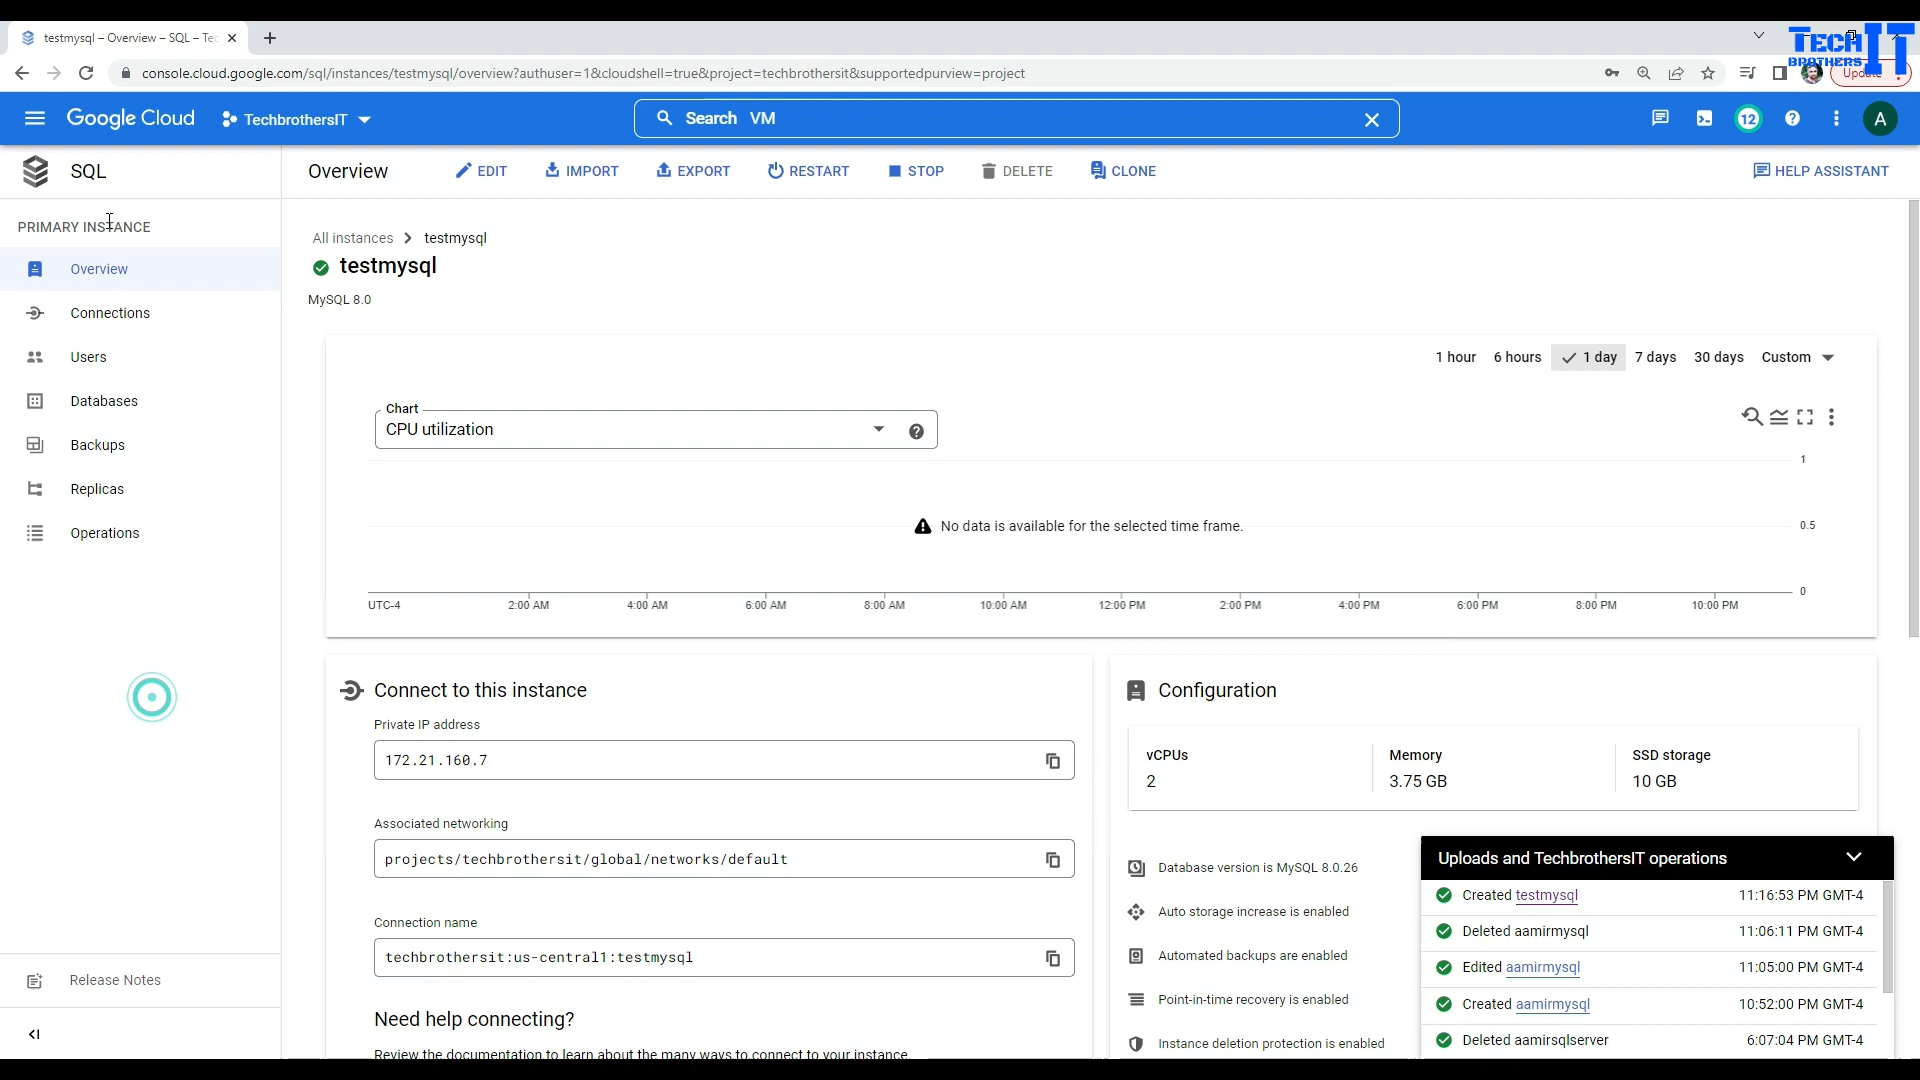 TECH BROTHERS IT
testmysql – Overview – SQL – Tec
console.cloud.google.com/sql/instances/testmysql/overview?authuser=1&cloudshell=true&project=techbrothersit&supportedpurview=project
Update
Google Cloud
TechbrothersIT
Search VM
12
A
SQL
Overview
EDIT
IMPORT
EXPORT
RESTART
STOP
DELETE
CLONE
HELP ASSISTANT
PRIMARY INSTANCE
Overview
Connections
Users
Databases
Backups
Replicas
Operations
Release Notes
All instances > testmysql
testmysql
MySQL 8.0
1 hour 6 hours 1 day 7 days 30 days Custom
Chart
CPU utilization
1
No data is available for the selected time frame.
0.5
0
UTC-4 2:00 AM 4:00 AM 6:00 AM 8:00 AM 10:00 AM 12:00 PM 2:00 PM 4:00 PM 6:00 PM 8:00 PM 10:00 PM
Connect to this instance
Private IP address
172.21.160.7
Associated networking
projects/techbrothersit/global/networks/default
Connection name
techbrothersit:us-central1:testmysql
Need help connecting?
Review the documentation to learn about the many ways to connect to your instance
Configuration
vCPUs
2
Memory
3.75 GB
SSD storage
10 GB
Database version is MySQL 8.0.26
Auto storage increase is enabled
Automated backups are enabled
Point-in-time recovery is enabled
Instance deletion protection is enabled
Uploads and TechbrothersIT operations
Created testmysql 11:16:53 PM GMT-4
Deleted aamirmysql 11:06:11 PM GMT-4
Edited aamirmysql 11:05:00 PM GMT-4
Created aamirmysql 10:52:00 PM GMT-4
Deleted aamirsqlserver 6:07:04 PM GMT-4